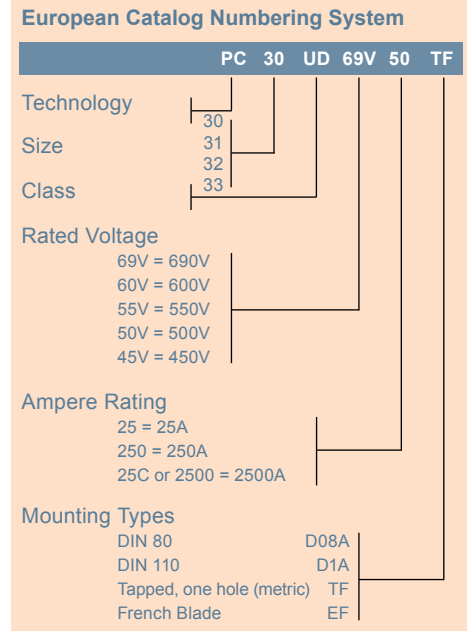 European Catalog Numbering System
PC 30 UD 69V 50 TF
Technology
30
Size
31
32
Class
33
Rated Voltage
69V = 690V
60V = 600V
55V = 550V
50V = 500V
45V = 450V
Ampere Rating
25 = 25A
250 = 250A
25C or 2500 = 2500A
Mounting Types
DIN 80 D08A
DIN 110 D1A
Tapped, one hole (metric) TF
French Blade EF